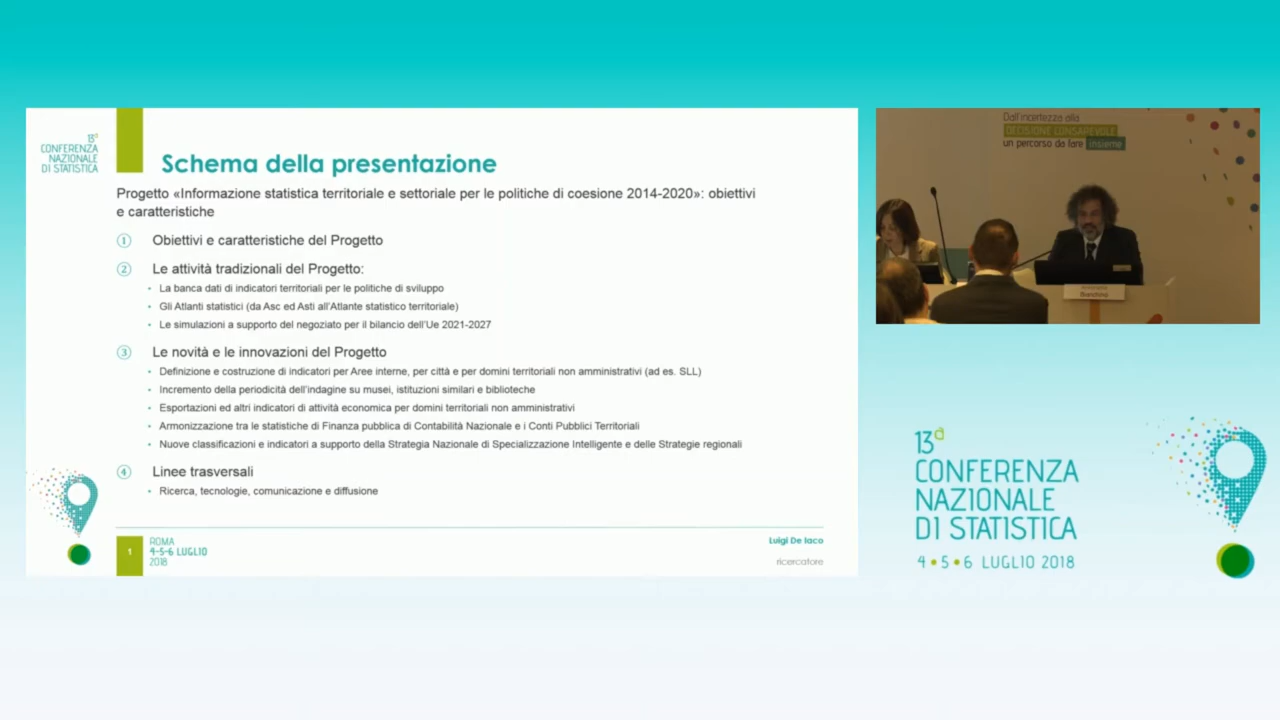 13ª
CONFERENZA
NAZIONALE
DI STATISTICA
Schema della presentazione
Progetto «Informazione statistica territoriale e settoriale per le politiche di coesione 2014-2020»: obiettivi
e caratteristiche
1 Obiettivi e caratteristiche del Progetto
2 Le attività tradizionali del Progetto:
• La banca dati di indicatori territoriali per le politiche di sviluppo
• Gli Atlanti statistici (da Asc ed Asti all'Atlante statistico territoriale)
• Le simulazioni a supporto del negoziato per il bilancio dell'Ue 2021-2027
3 Le novità e le innovazioni del Progetto
• Definizione e costruzione di indicatori per Aree interne, per città e per domini territoriali non amministrativi (ad es. SLL)
• Incremento della periodicità dell'indagine su musei, istituzioni similari e biblioteche
• Esportazioni ed altri indicatori di attività economica per domini territoriali non amministrativi
• Armonizzazione tra le statistiche di Finanza pubblica di Contabilità Nazionale e i Conti Pubblici Territoriali
• Nuove classificazioni e indicatori a supporto della Strategia Nazionale di Specializzazione Intelligente e delle Strategie regionali
4 Linee trasversali
• Ricerca, tecnologie, comunicazione e diffusione
1
ROMA
4-5-6 LUGLIO
2018
Luigi De Iaco
ricercatore
Dall'incertezza alla
DECISIONE CONSAPEVOLE
un percorso da fare insieme
Bianchino
13ª
CONFERENZA
NAZIONALE
DI STATISTICA
4•5•6 LUGLIO 2018